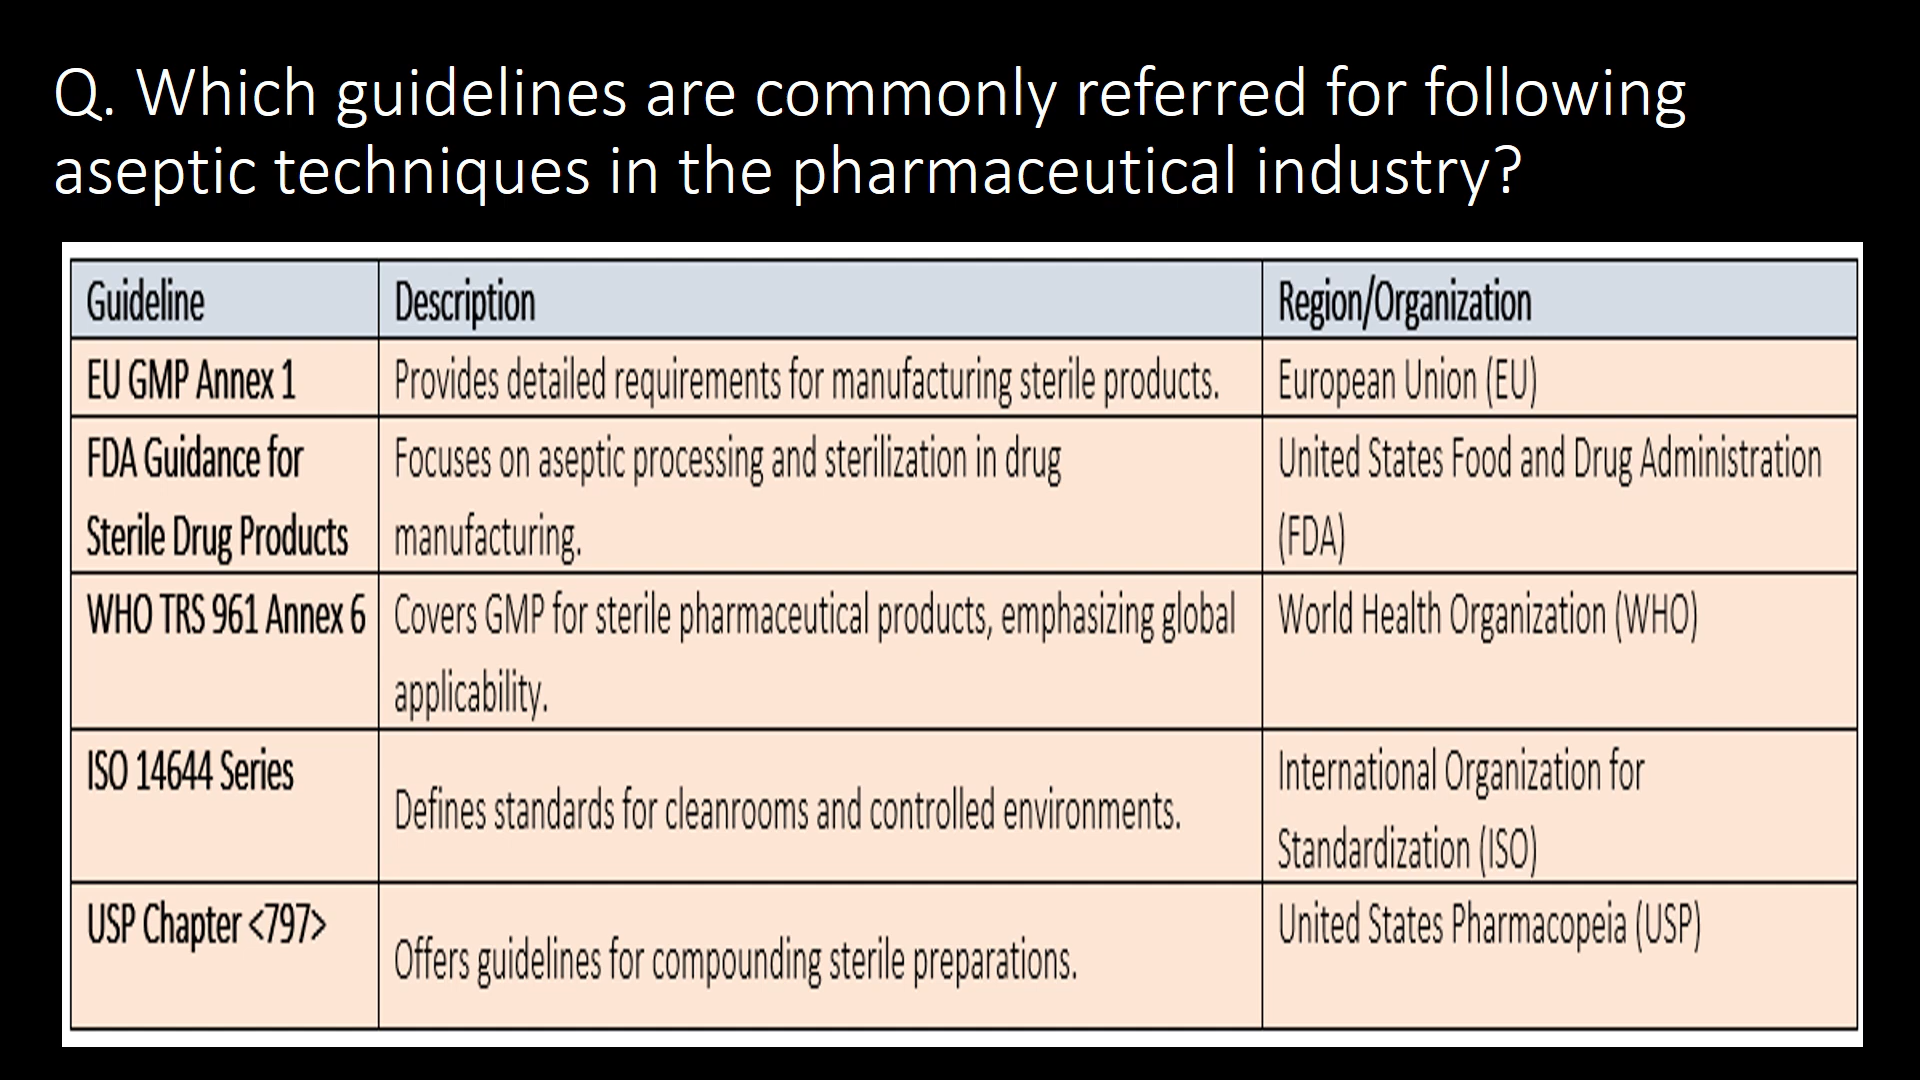 Q. Which guidelines are commonly referred for following
aseptic techniques in the pharmaceutical industry?
Guideline Description Region/Organization
EU GMP Annex 1 Provides detailed requirements for manufacturing sterile products. European Union (EU)
FDA Guidance for
Sterile Drug Products
Focuses on aseptic processing and sterilization in drug
manufacturing.
United States Food and Drug Administration
(FDA)
WHO TRS 961 Annex 6
Covers GMP for sterile pharmaceutical products, emphasizing global
applicability.
World Health Organization (WHO)
ISO 14644 Series
Defines standards for cleanrooms and controlled environments.
International Organization for
Standardization (ISO)
USP Chapter <797>
Offers guidelines for compounding sterile preparations.
United States Pharmacopeia (USP)